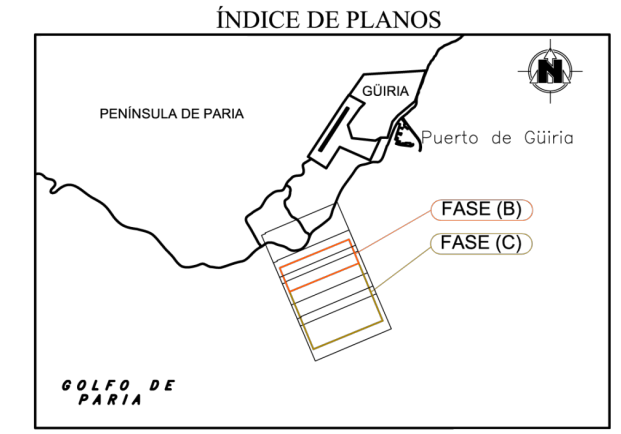 ÍNDICE DE PLANOS
N
GÜIRIA
PENÍNSULA DE PARIA
Puerto de Güiria
FASE (B)
FASE (C)
GOLFO DE
PARIA